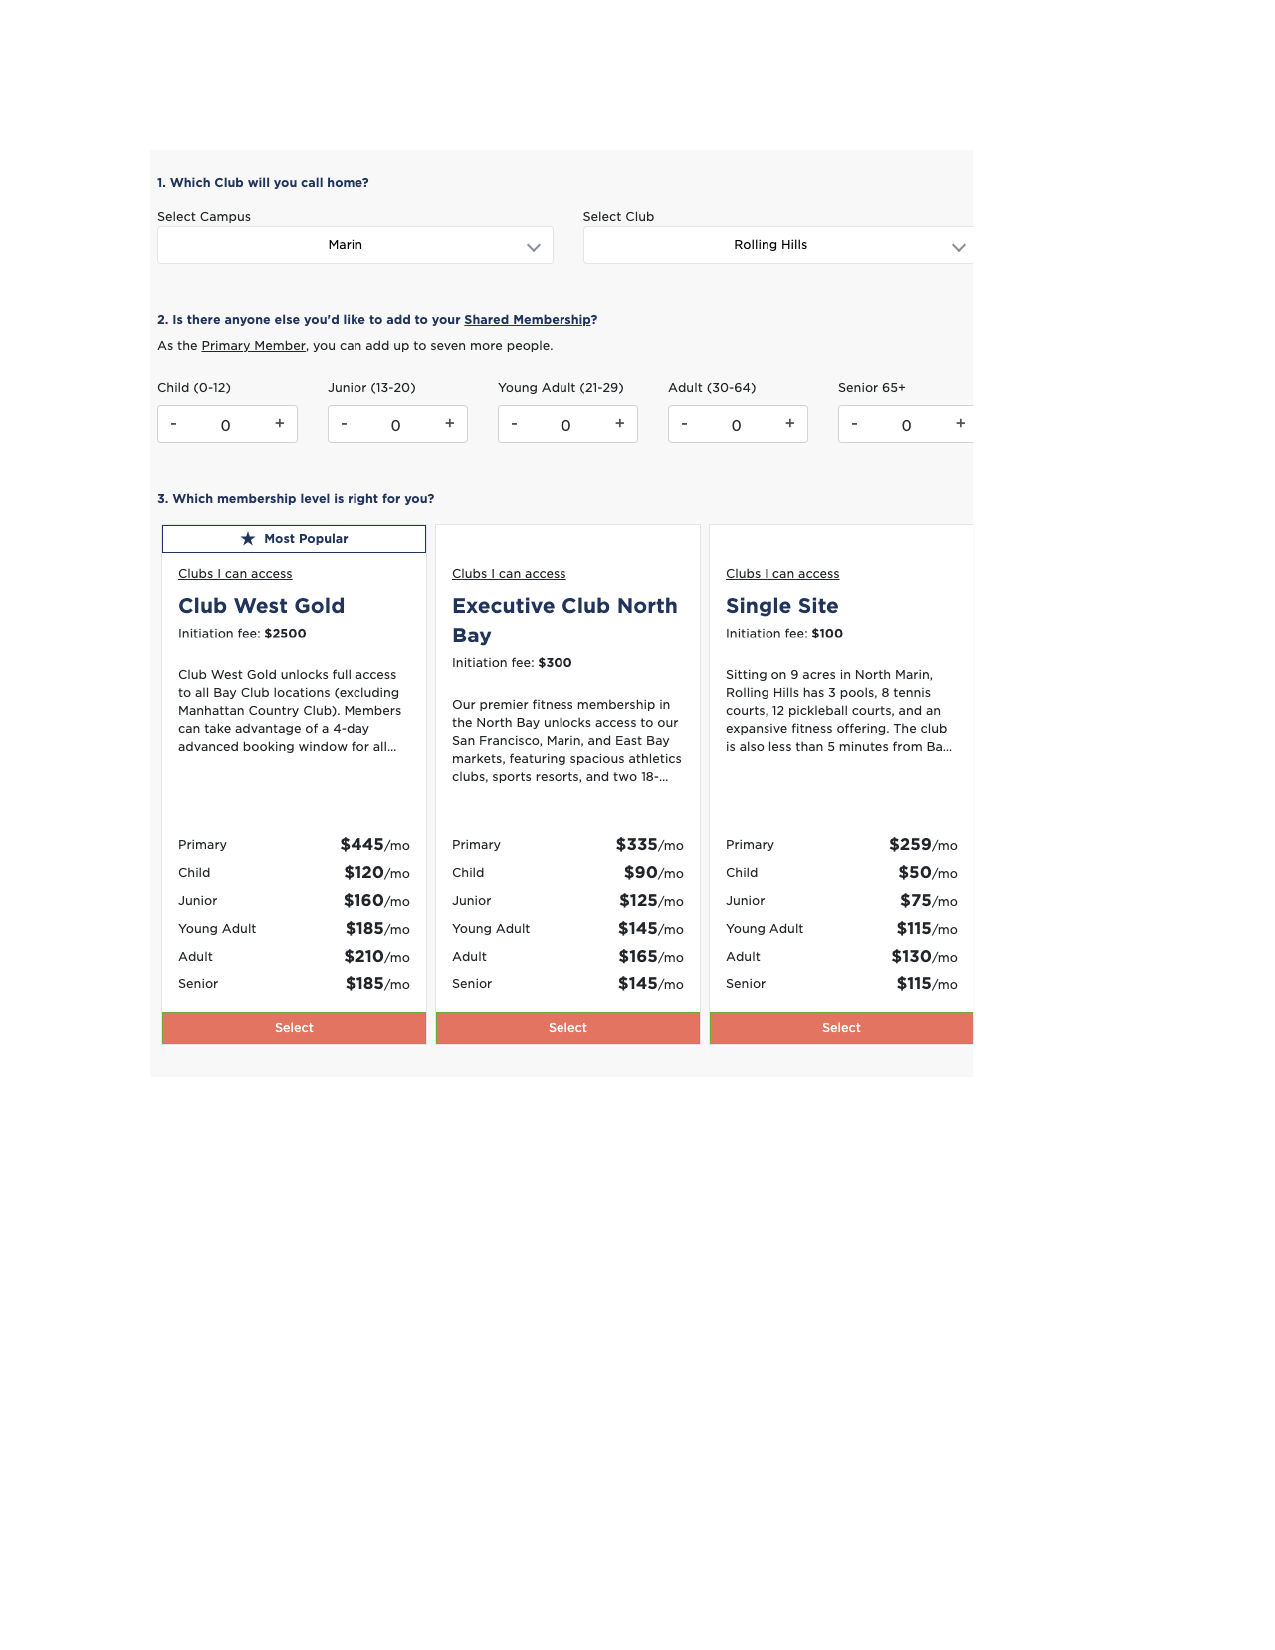 1. Which Club will you call home?
Select Campus
Select Club
Marin
Rolling Hills
2. Is there anyone else you'd like to add to your Shared Membership?
As the Primary Member, you can add up to seven more people.
Child (0-12)
Junior (13-20)
Young Adult (21-29)
Adult (30-64)
Senior 65+
- 0 +
- 0 +
- 0 +
- 0 +
- 0 +
3. Which membership level is right for you?
★ Most Popular
Clubs I can access
Club West Gold
Initiation fee: $2500
Club West Gold unlocks full access
to all Bay Club locations (excluding
Manhattan Country Club). Members
can take advantage of a 4-day
advanced booking window for all...
Primary $445/mo
Child $120/mo
Junior $160/mo
Young Adult $185/mo
Adult $210/mo
Senior $185/mo
Select
Clubs I can access
Executive Club North
Bay
Initiation fee: $300
Our premier fitness membership in
the North Bay unlocks access to our
San Francisco, Marin, and East Bay
markets, featuring spacious athletics
clubs, sports resorts, and two 18-...
Primary $335/mo
Child $90/mo
Junior $125/mo
Young Adult $145/mo
Adult $165/mo
Senior $145/mo
Select
Clubs I can access
Single Site
Initiation fee: $100
Sitting on 9 acres in North Marin,
Rolling Hills has 3 pools, 8 tennis
courts, 12 pickleball courts, and an
expansive fitness offering. The club
is also less than 5 minutes from Ba...
Primary $259/mo
Child $50/mo
Junior $75/mo
Young Adult $115/mo
Adult $130/mo
Senior $115/mo
Select